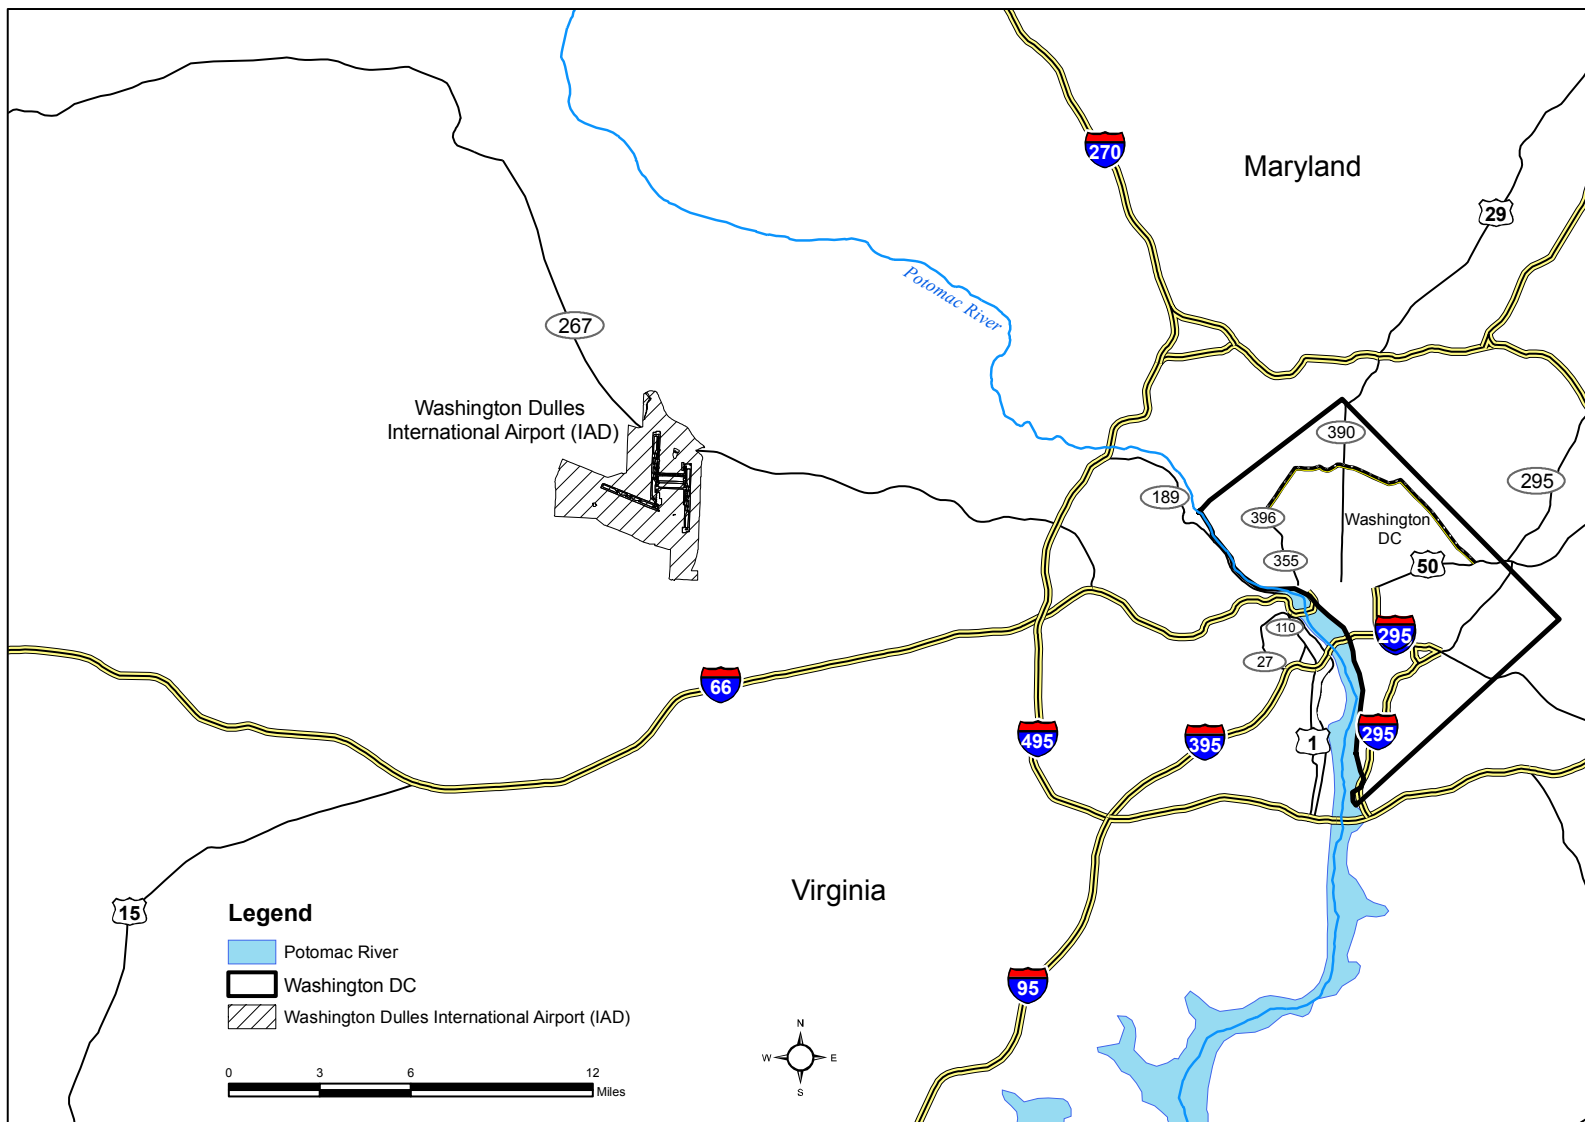 270
Maryland
29
Potomac River
267
Washington Dulles
International Airport (IAD)
390
189
295
396
Washington
DC
355
50
110
295
27
66
495
395
1
295
Virginia
15
95
Legend
Potomac River
Washington DC
Washington Dulles International Airport (IAD)
0 3 6 12
Miles
N
W E
S